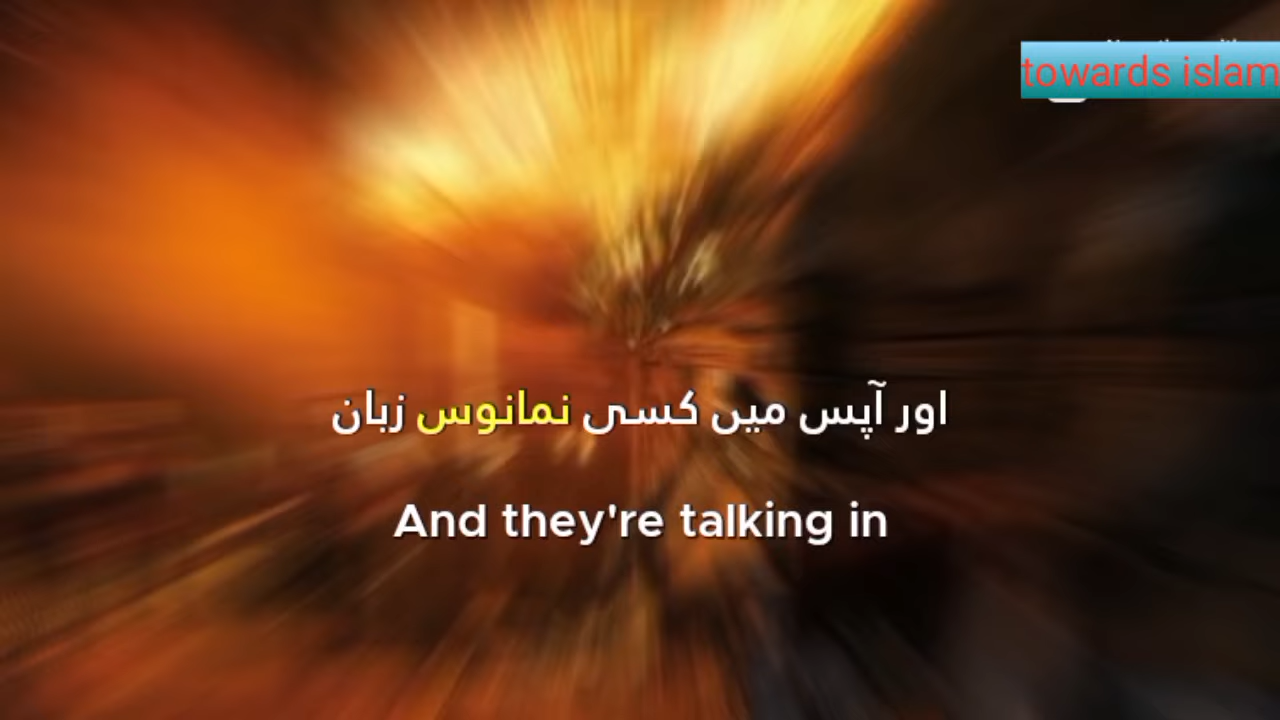 towards islam
اور آپس میں کسی نمانوس زبان
And they're talking in